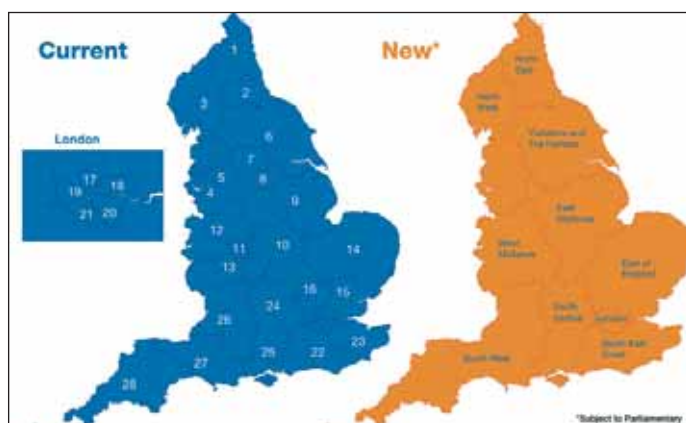 Current
New*
1
2
3
6
London
7
17
5
8
18
19
4
21
20
9
12
11
10
14
13
16
15
24
23
27
22
28
North
East
North
West
Yorkshire and
The Humber
East
Midlands
West
Midlands
East of
England
South
Central
London
South East
Coast
South West
*Subject to Parliamentary